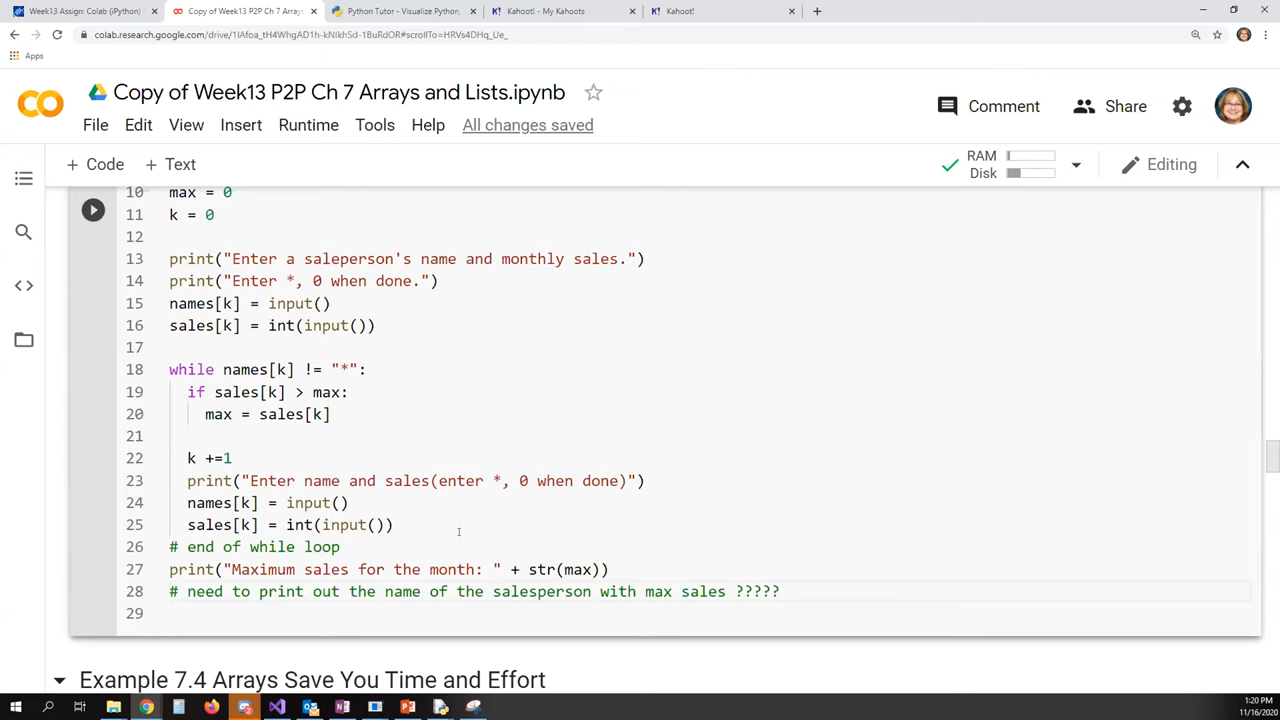 Week13 Assign: Colab (iPython)
Copy of Week13 P2P Ch 7 Arrays
Python Tutor - Visualize Python,
Kahoot! - My Kahoots
Kahoot!
colab.research.google.com/drive/1lAfoa_tH4WhgAD1h-kNIkhSd-1BuRdOR#scrollTo=HRVs4DHq_Ue_
Apps
Copy of Week13 P2P Ch 7 Arrays and Lists.ipynb
Comment
Share
File Edit View Insert Runtime Tools Help All changes saved
+ Code + Text
RAM
Disk
Editing
10 max = 0
11 k = 0
12
13 print("Enter a saleperson's name and monthly sales.")
14 print("Enter *, 0 when done.")
15 names[k] = input()
16 sales[k] = int(input())
17
18 while names[k] != "*":
19 if sales[k] > max:
20 max = sales[k]
21
22 k +=1
23 print("Enter name and sales(enter *, 0 when done)")
24 names[k] = input()
25 sales[k] = int(input())
26 # end of while loop
27 print("Maximum sales for the month: " + str(max))
28 # need to print out the name of the salesperson with max sales ?????
29
Example 7.4 Arrays Save You Time and Effort
1:20 PM
11/16/2020